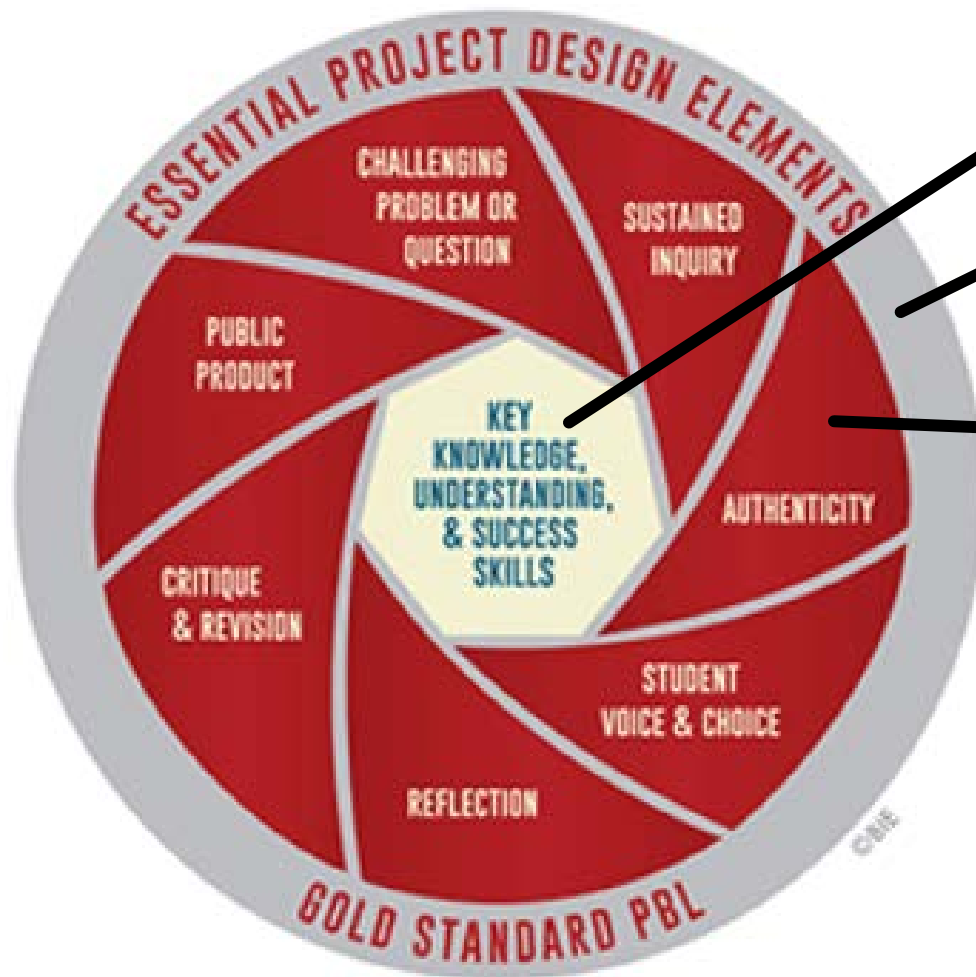 ESSENTIAL PROJECT DESIGN ELEMENTS
CHALLENGING
PROBLEM OR
QUESTION
SUSTAINED
INQUIRY
AUTHENTICITY
STUDENT
VOICE & CHOICE
REFLECTION
CRITIQUE
& REVISION
PUBLIC
PRODUCT
KEY
KNOWLEDGE,
UNDERSTANDING,
& SUCCESS
SKILLS
GOLD STANDARD PBL
©BIE